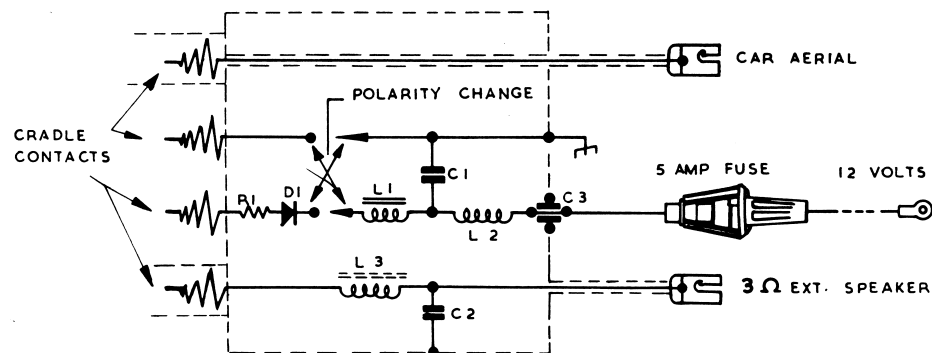 CAR AERIAL
POLARITY CHANGE
CRADLE
CONTACTS
C1
5 AMP FUSE
12 VOLTS
R1
D1
L1
C3
L2
L3
3Ω EXT. SPEAKER
C2